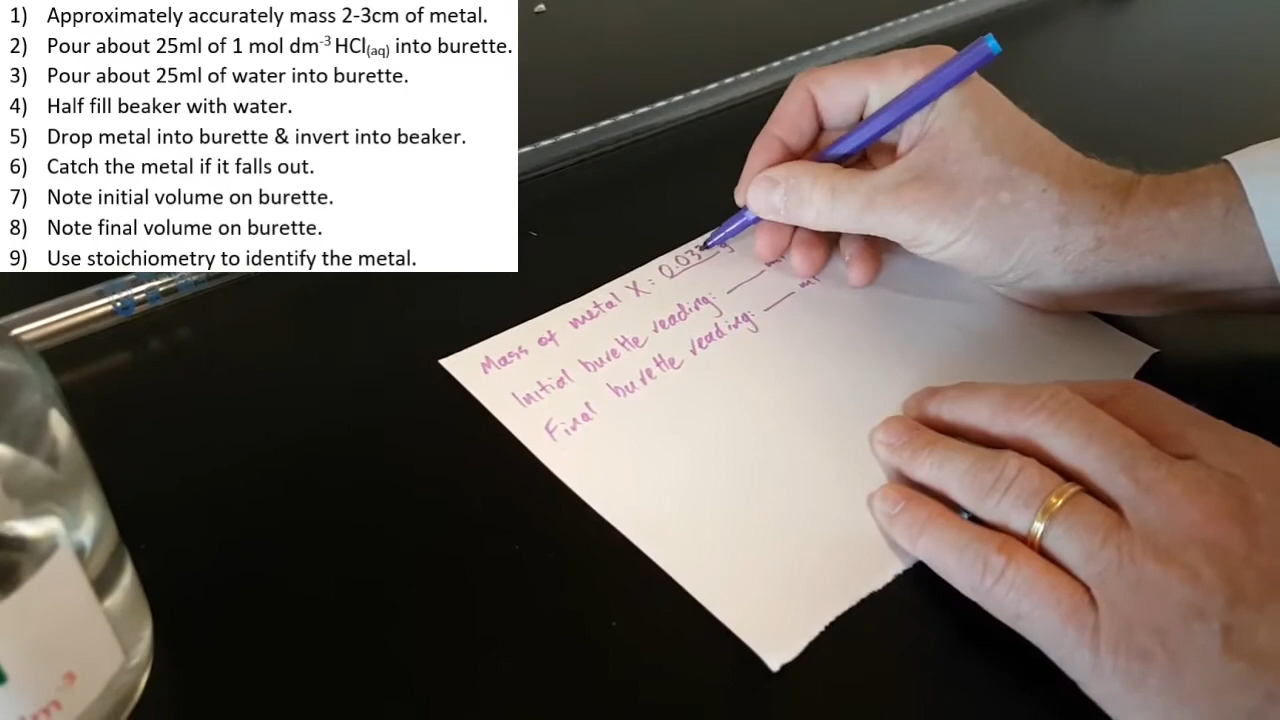 1) Approximately accurately mass 2-3cm of metal.
2) Pour about 25ml of 1 mol dm⁻³ HCl(aq) into burette.
3) Pour about 25ml of water into burette.
4) Half fill beaker with water.
5) Drop metal into burette & invert into beaker.
6) Catch the metal if it falls out.
7) Note initial volume on burette.
8) Note final volume on burette.
9) Use stoichiometry to identify the metal.
Mass of metal X: g
Initial burette reading: ___
Final burette reading: ___